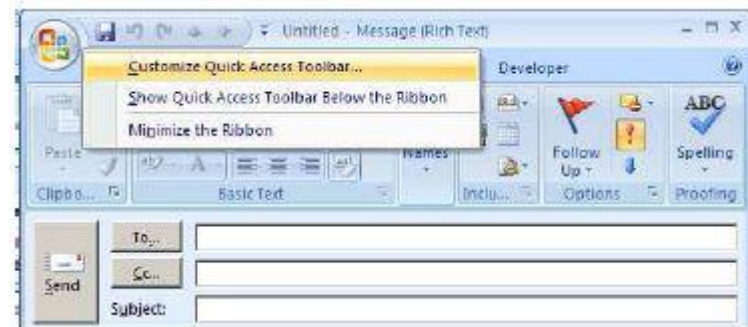 Untitled - Message (Rich Text)
Customize Quick Access Toolbar...
Show Quick Access Toolbar Below the Ribbon
Minimize the Ribbon
Developer
Paste
Names
Follow Up
ABC
Spelling
Clipbo...
Basic Text
Inclu...
Options
Proofing
Send
To...
Cc...
Subject: